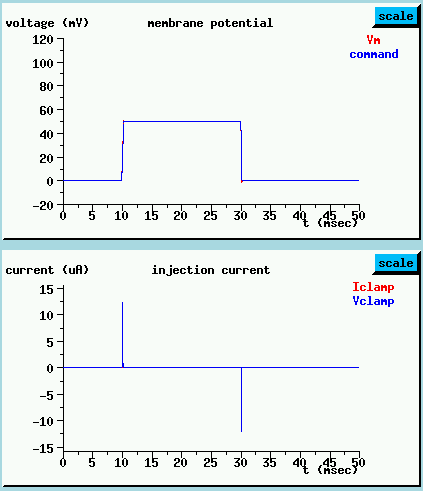 scale
voltage (mV) membrane potential
Vm
command
120
100
80
60
40
20
0
-20
0 5 10 15 20 25 30 35 40 45 50
t (msec)
scale
current (uA) injection current
Iclamp
Vclamp
15
10
5
0
-5
-10
-15
0 5 10 15 20 25 30 35 40 45 50
t (msec)